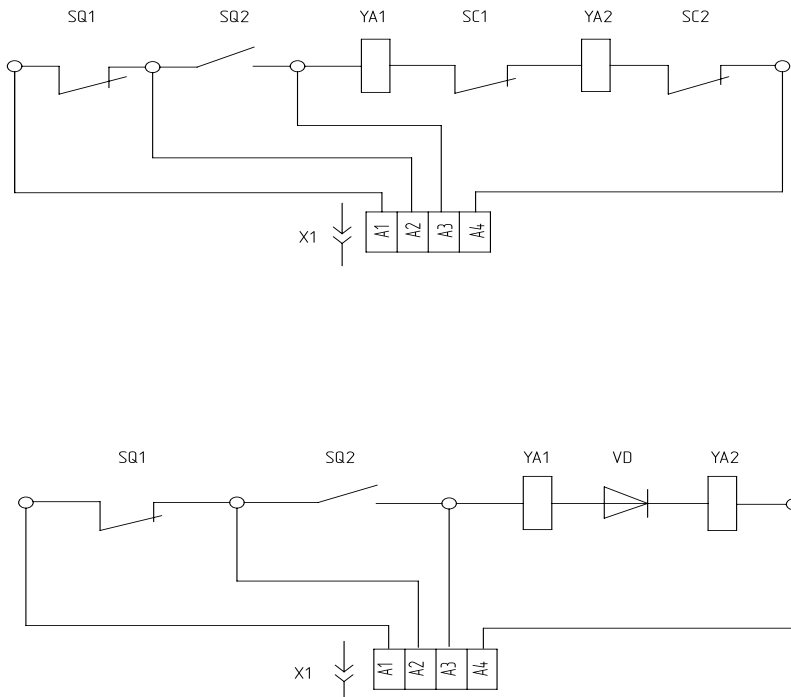 SQ1 SQ2 YA1 SC1 YA2 SC2
X1 A1 A2 A3 A4
SQ1 SQ2 YA1 VD YA2
X1 A1 A2 A3 A4